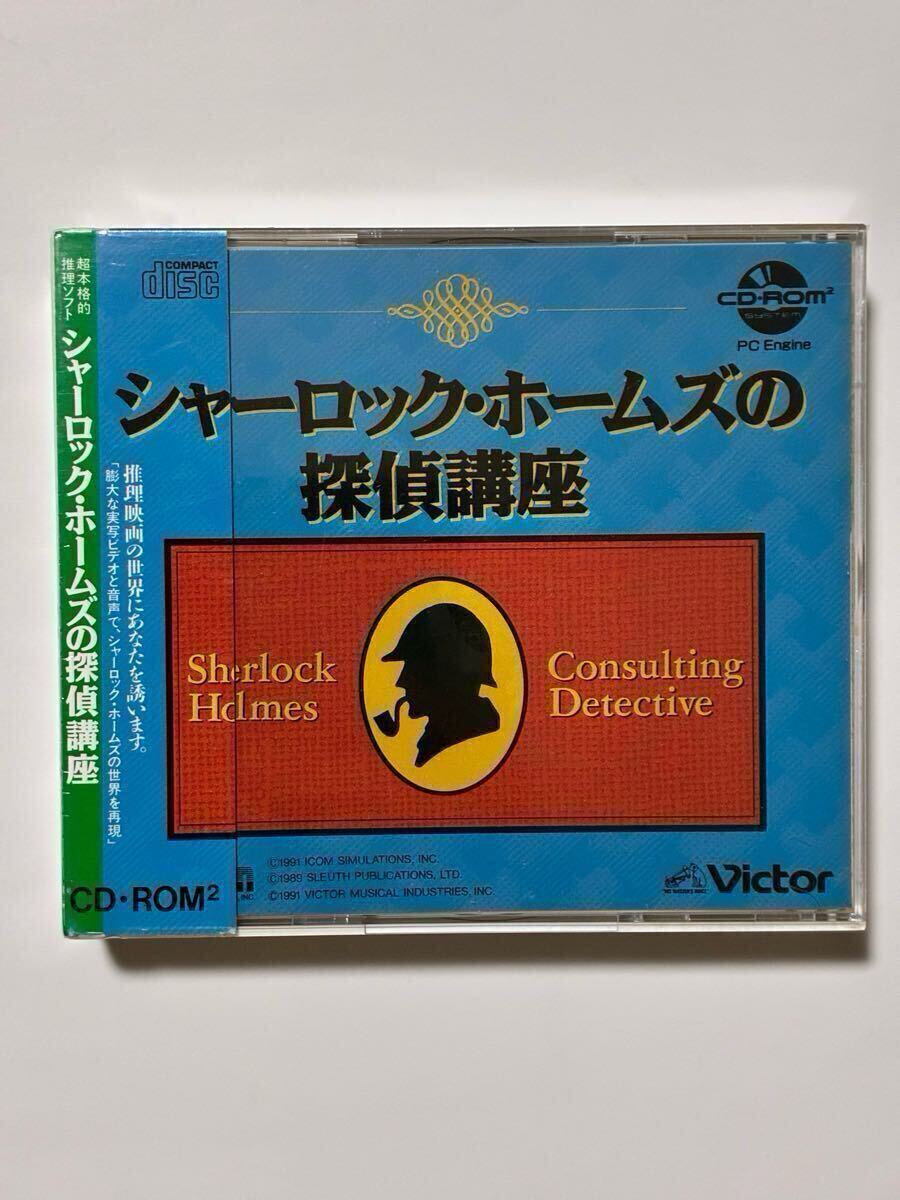 超本格的
推理ソフト
シャーロック・ホームズの探偵講座
CD・ROM²
COMPACT
disc
推理映画の世界にあなたを誘います。
「膨大な実写ビデオと音声で、シャーロック・ホームズの世界を再現」
CD・ROM²
SYSTEM
PC Engine
シャーロック・ホームズの
探偵講座
Sherlock
Holmes
Consulting
Detective
©1991 ICOM SIMULATIONS, INC.
©1989 SLEUTH PUBLICATIONS, LTD.
©1991 VICTOR MUSICAL INDUSTRIES, INC.
, INC
"HIS MASTER'S VOICE"
Victor